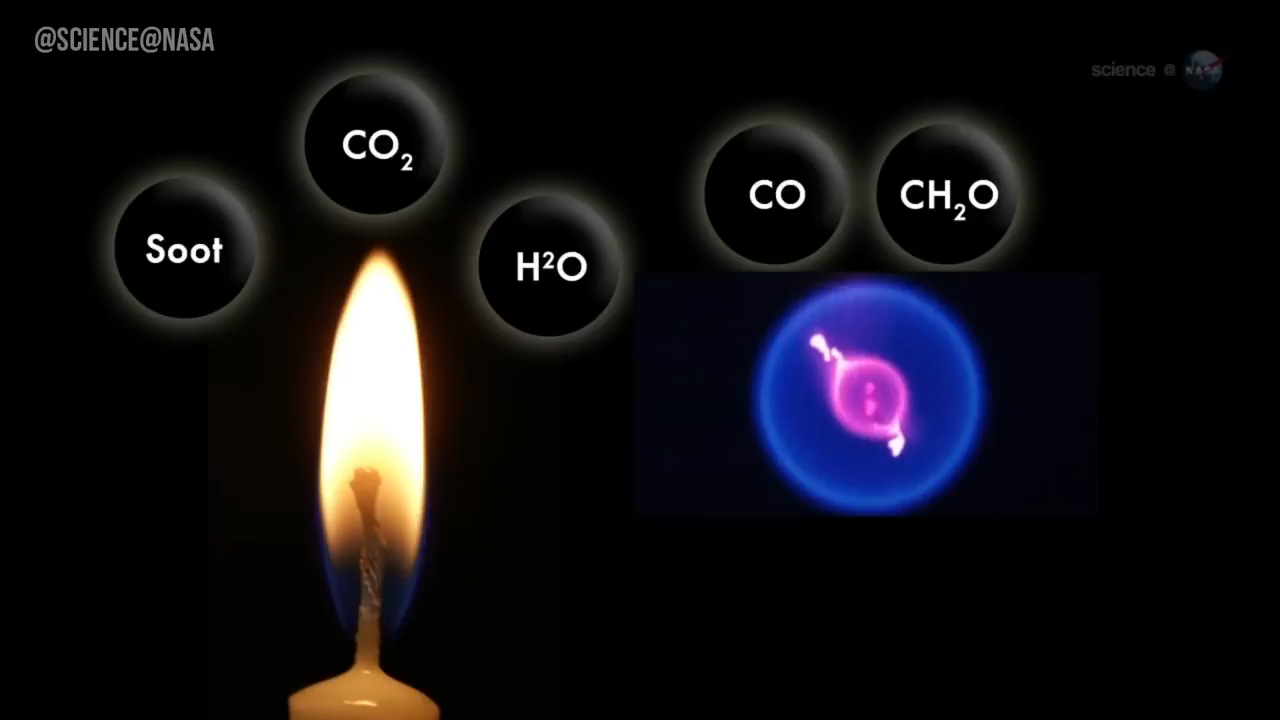 @SCIENCE@NASA
science @ NASA
CO₂
CO
CH₂O
Soot
H²O